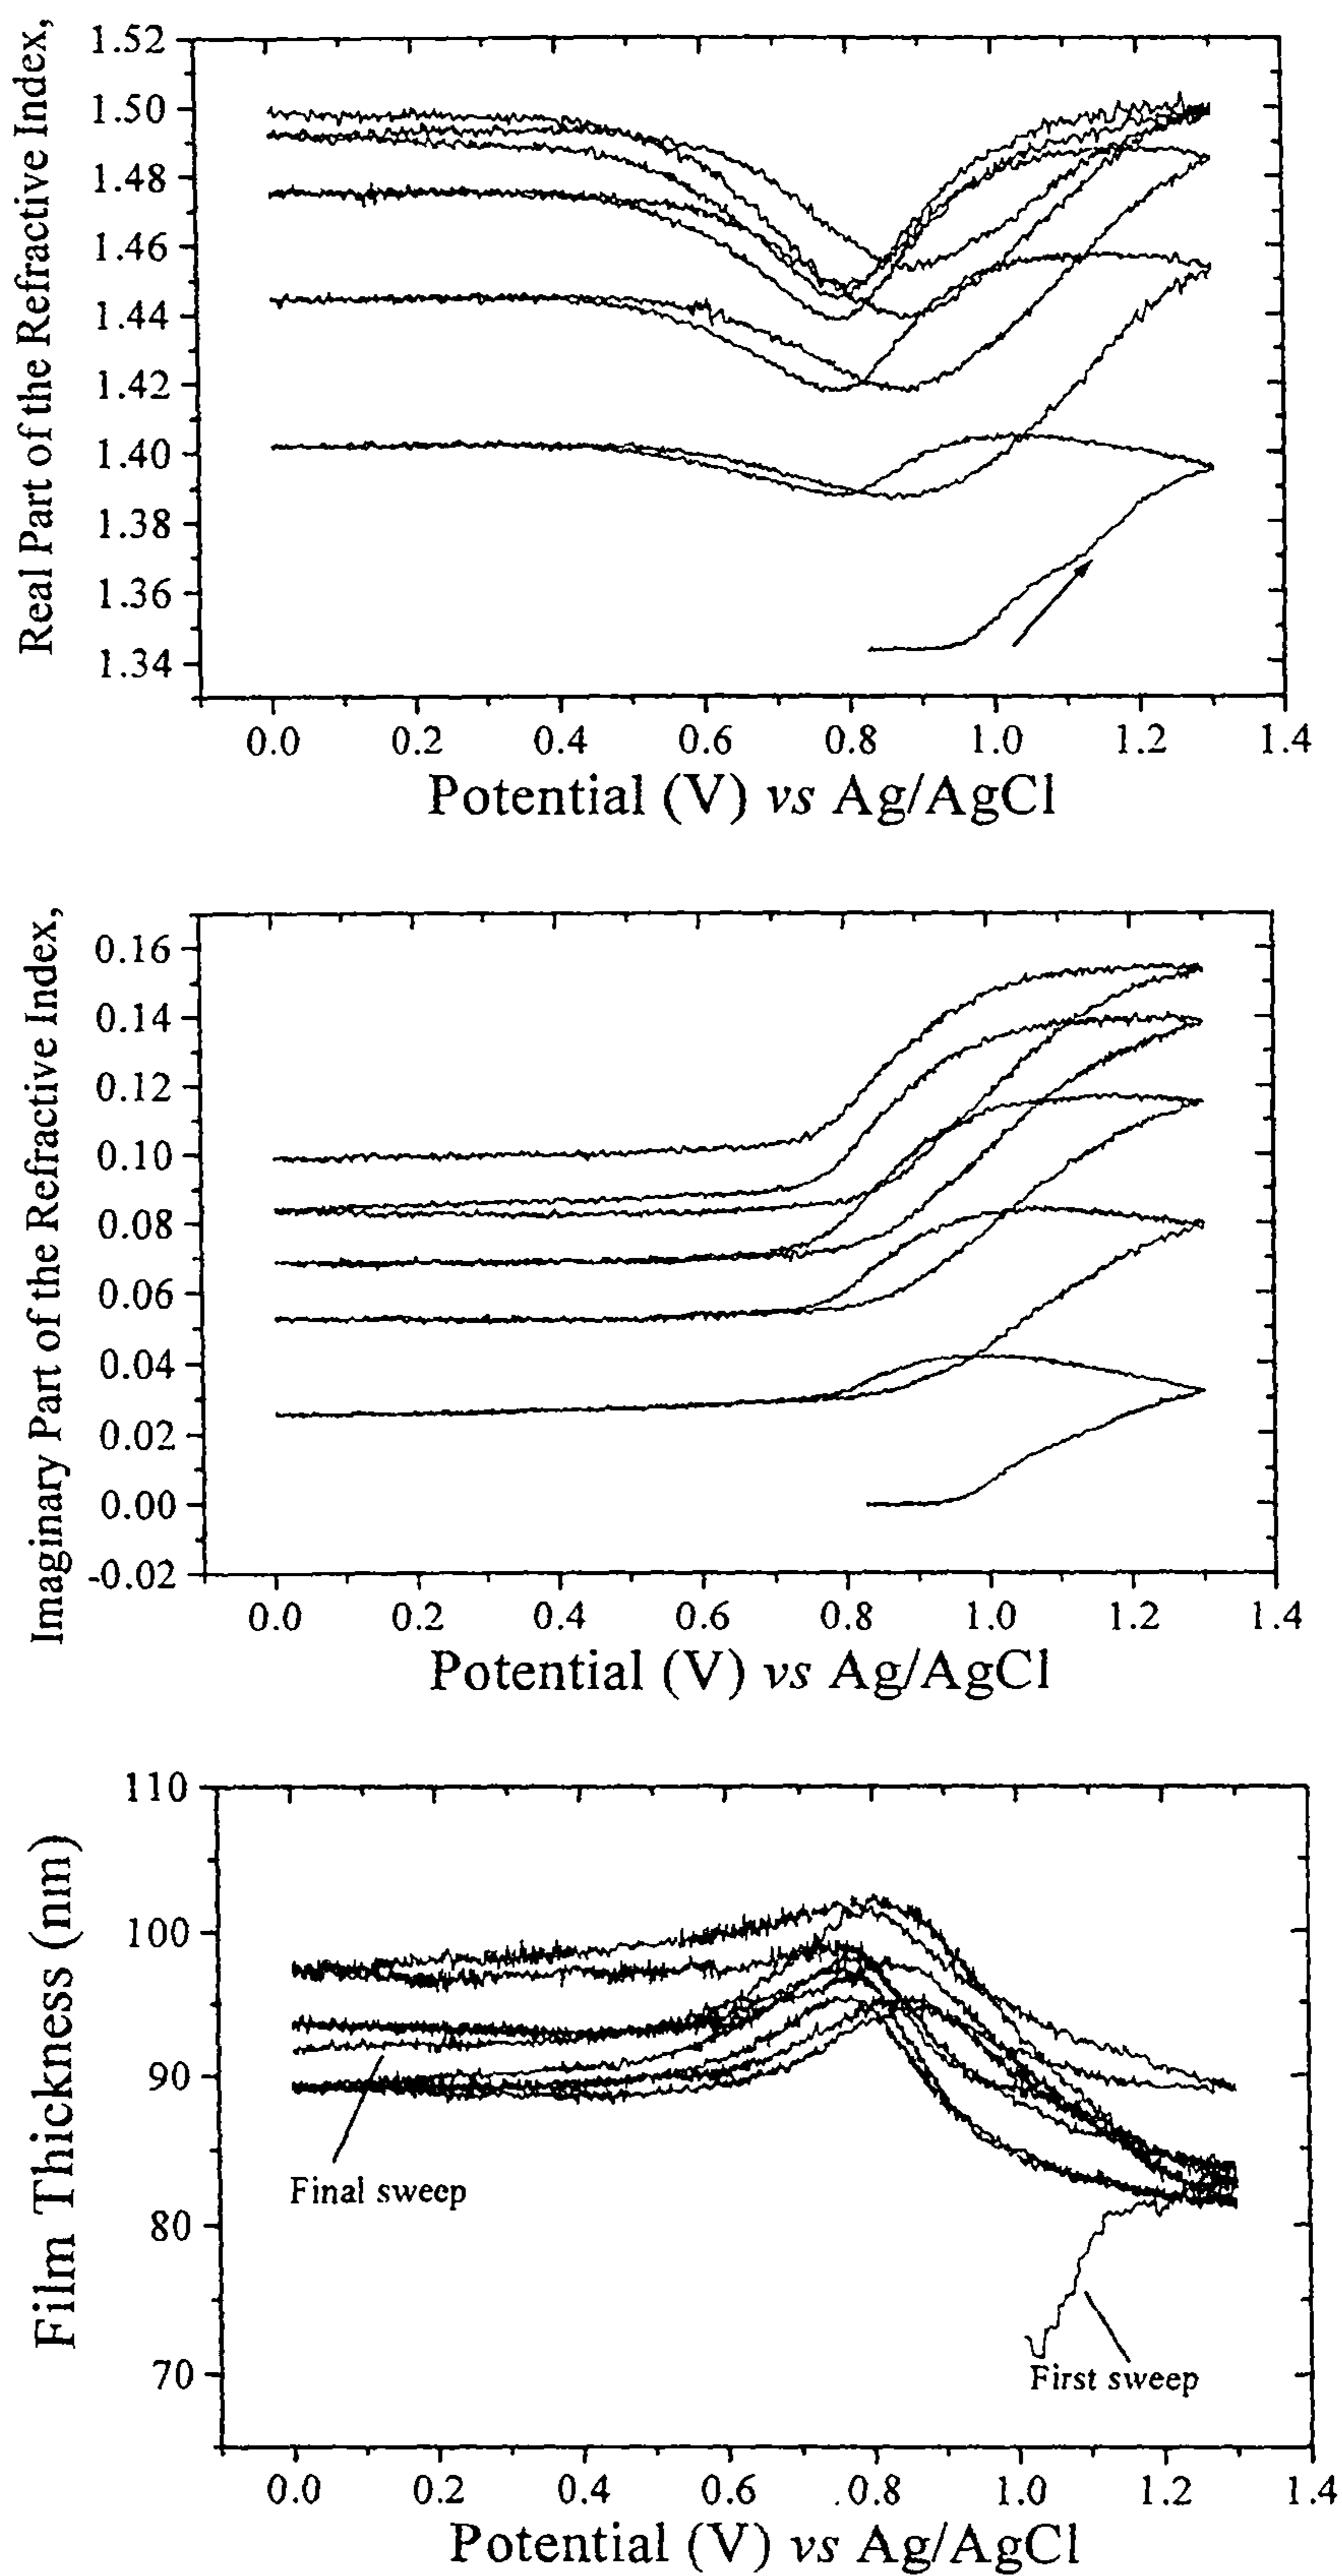 Real Part of the Refractive Index,
1.52
1.50
1.48
1.46
1.44
1.42
1.40
1.38
1.36
1.34
0.0 0.2 0.4 0.6 0.8 1.0 1.2 1.4
Potential (V) vs Ag/AgCl
Imaginary Part of the Refractive Index,
0.16
0.14
0.12
0.10
0.08
0.06
0.04
0.02
0.00
-0.02
0.0 0.2 0.4 0.6 0.8 1.0 1.2 1.4
Potential (V) vs Ag/AgCl
Film Thickness (nm)
110
100
90
80
70
Final sweep
First sweep
0.0 0.2 0.4 0.6 0.8 1.0 1.2 1.4
Potential (V) vs Ag/AgCl